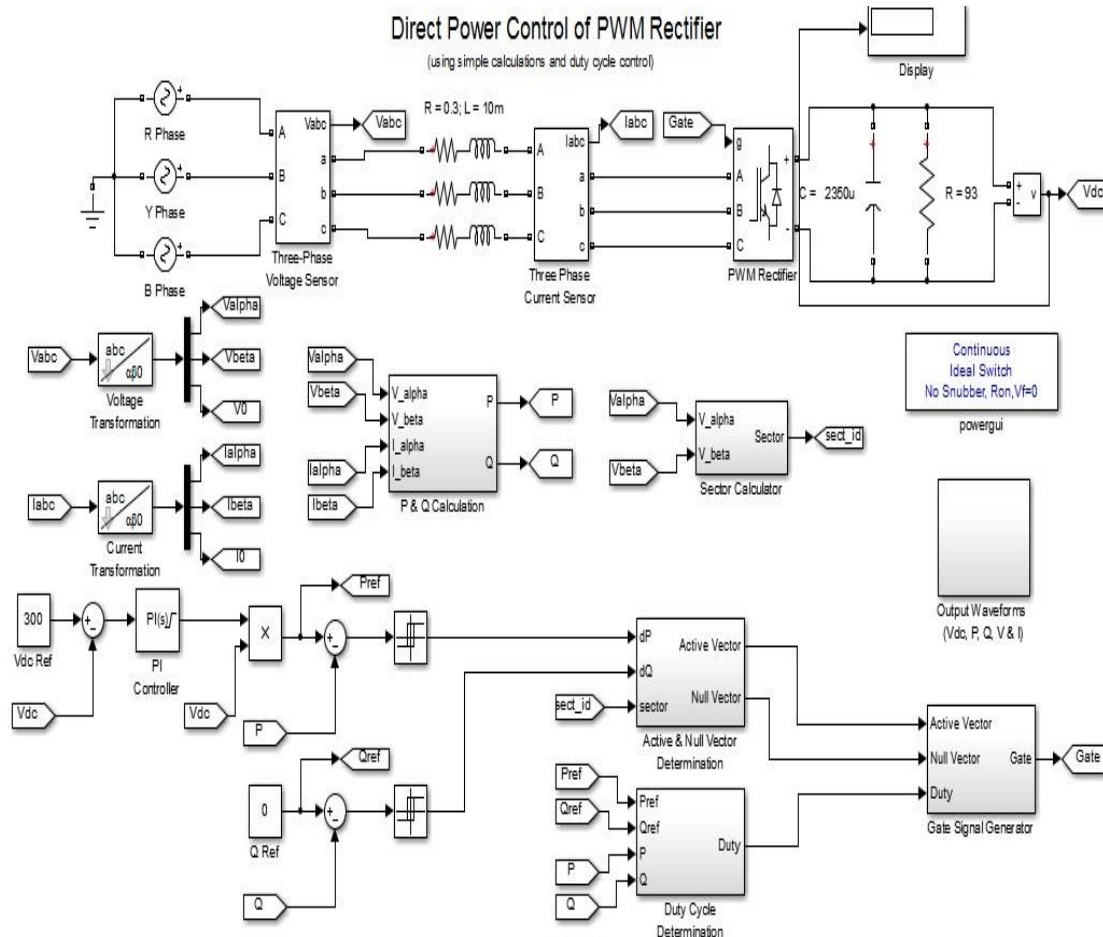 Direct Power Control of PWM Rectifier
(using simple calculations and duty cycle control)
Display
R = 0.3; L = 10m
R Phase
Y Phase
B Phase
A
B
C
Vabc
a
b
c
Three-Phase
Voltage Sensor
Vabc
A
B
C
Iabc
a
b
c
Three Phase
Current Sensor
Iabc
Gate
g
A
B
C
+
-
PWM Rectifier
C = 2350u
R = 93
+
-
v
Vdc
Vabc
abc
αβ0
Voltage
Transformation
Valpha
Vbeta
V0
Iabc
abc
αβ0
Current
Transformation
Ialpha
Ibeta
I0
Valpha
Vbeta
Ialpha
Ibeta
V_alpha
V_beta
I_alpha
I_beta
P
Q
P & Q Calculation
P
Q
Valpha
Vbeta
V_alpha
V_beta
Sector
Sector Calculator
sect_id
Continuous
Ideal Switch
No Snubber, Ron,Vf=0
powergui
Output Waveforms
(Vdc, P, Q, V & I)
300
Vdc Ref
Vdc
PI(s)
PI
Controller
Vdc
X
Pref
P
Qref
0
Q Ref
Q
dP
dQ
sector
sect_id
Active Vector
Null Vector
Active & Null Vector
Determination
Pref
Qref
P
Q
Pref
Qref
P
Q
Duty
Duty Cycle
Determination
Active Vector
Null Vector
Duty
Gate
Gate Signal Generator
Gate